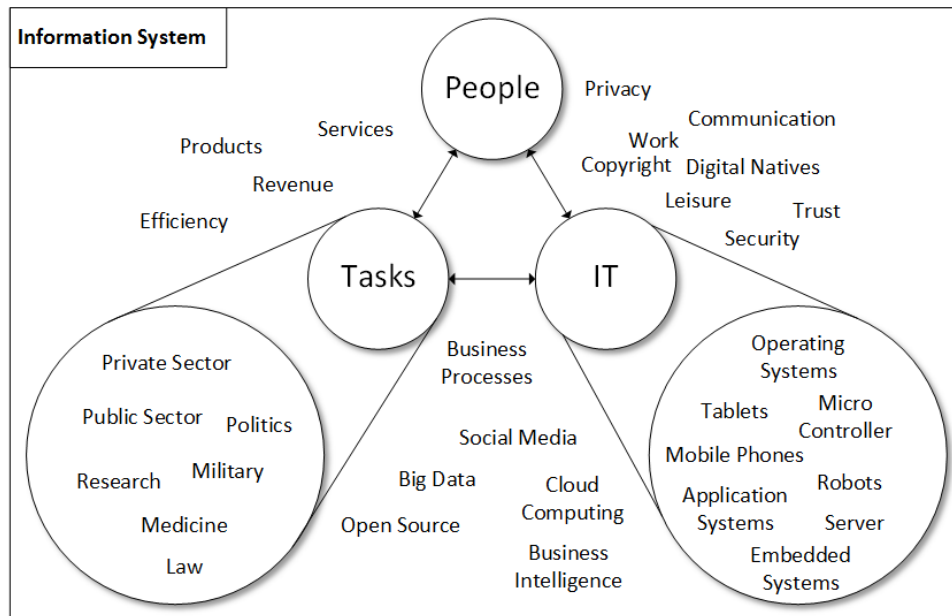 Information System
People
Privacy
Communication
Services
Work
Products
Copyright
Digital Natives
Revenue
Leisure
Trust
Efficiency
Security
Tasks
IT
Private Sector
Public Sector
Politics
Research
Military
Medicine
Law
Business
Processes
Social Media
Big Data
Cloud
Computing
Open Source
Business
Intelligence
Operating
Systems
Tablets
Micro
Controller
Mobile Phones
Robots
Application
Systems
Server
Embedded
Systems